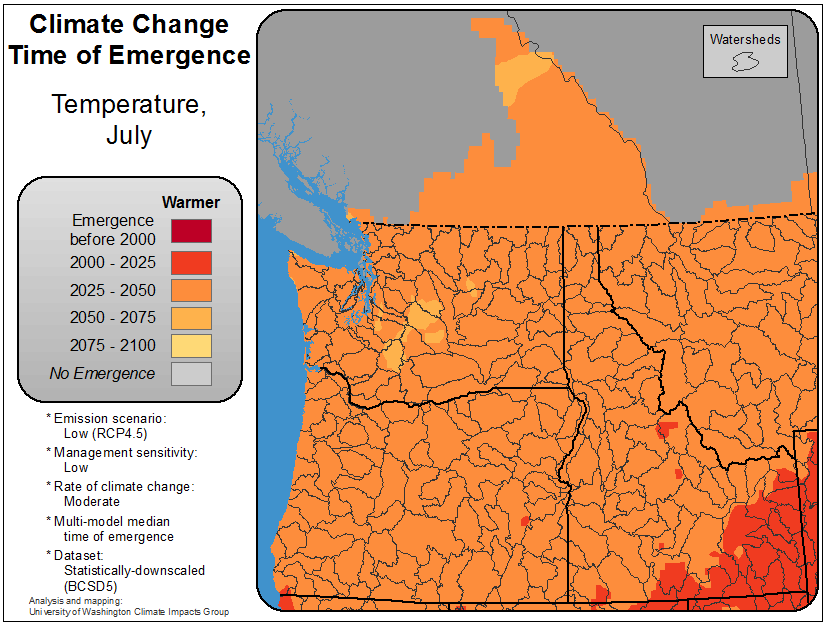 Climate Change
Time of Emergence
Temperature,
July
Warmer
Emergence
before 2000
2000 - 2025
2025 - 2050
2050 - 2075
2075 - 2100
No Emergence
* Emission scenario:
Low (RCP4.5)
* Management sensitivity:
Low
* Rate of climate change:
Moderate
* Multi-model median
time of emergence
* Dataset:
Statistically-downscaled
(BCSD5)
Analysis and mapping:
University of Washington Climate Impacts Group
Watersheds